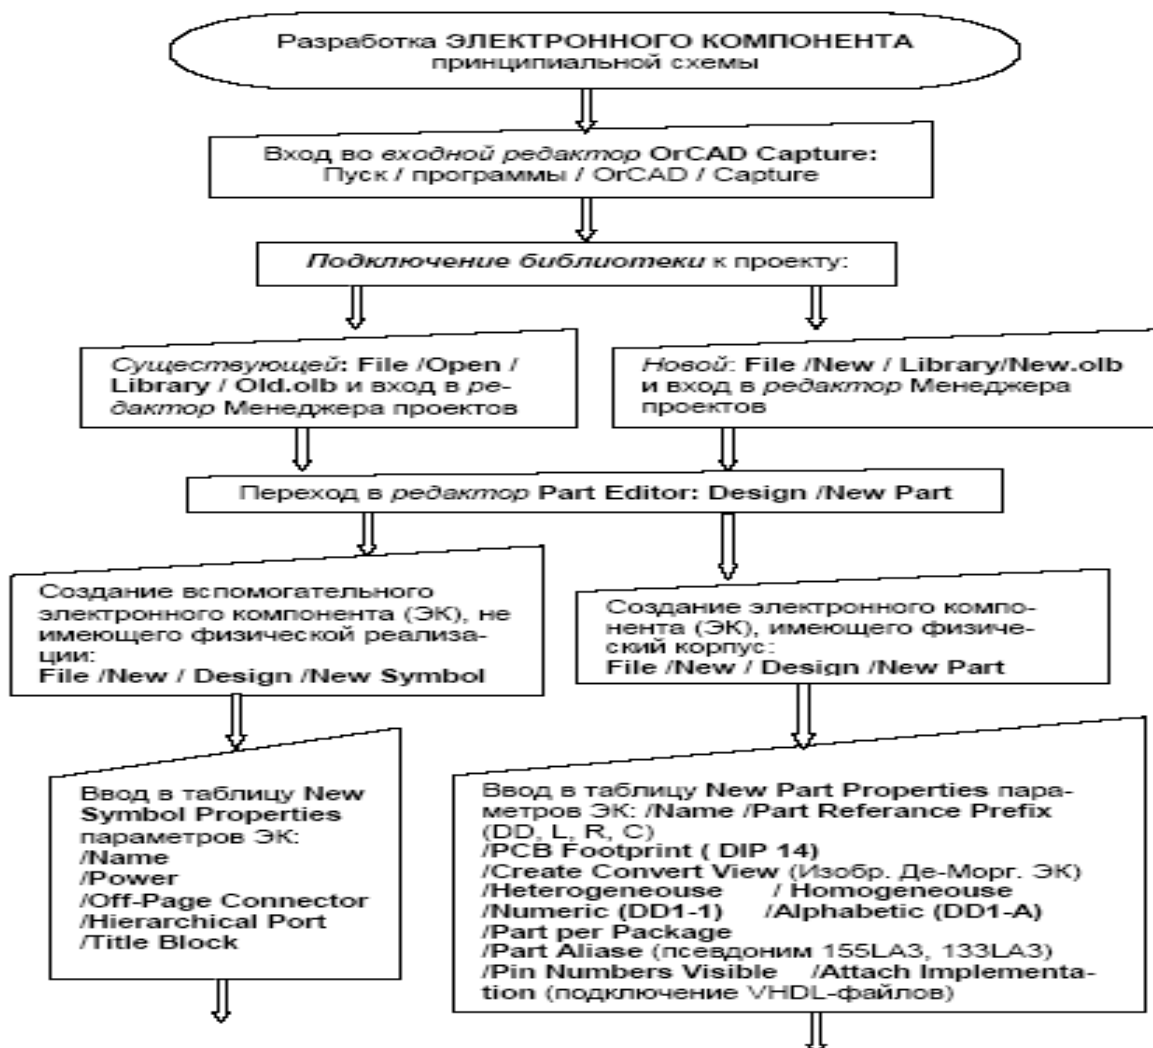 Разработка ЭЛЕКТРОННОГО КОМПОНЕНТА
принципиальной схемы
Вход во входной редактор OrCAD Capture:
Пуск / программы / OrCAD / Capture
Подключение библиотеки к проекту:
Существующей: File /Open /
Library / Old.olb и вход в ре-
дактор Менеджера проектов
Новой: File /New / Library/New.olb
и вход в редактор Менеджера
проектов
Переход в редактор Part Editor: Design /New Part
Создание вспомогательного
электронного компонента (ЭК), не
имеющего физической реализа-
ции:
File /New / Design /New Symbol
Создание электронного компо-
нента (ЭК), имеющего физиче-
ский корпус:
File /New / Design /New Part
Ввод в таблицу New
Symbol Properties
параметров ЭК:
/Name
/Power
/Off-Page Connector
/Hierarchical Port
/Title Block
Ввод в таблицу New Part Properties пара-
метров ЭК: /Name /Part Referance Prefix
(DD, L, R, C)
/PCB Footprint ( DIP 14)
/Create Convert View (Изобр. Де-Морг. ЭК)
/Heterogeneouse / Homogeneouse
/Numeric (DD1-1) /Alphabetic (DD1-A)
/Part per Package
/Part Aliase (псевдоним 155LA3, 133LA3)
/Pin Numbers Visible /Attach Implementa-
tion (подключение VHDL-файлов)